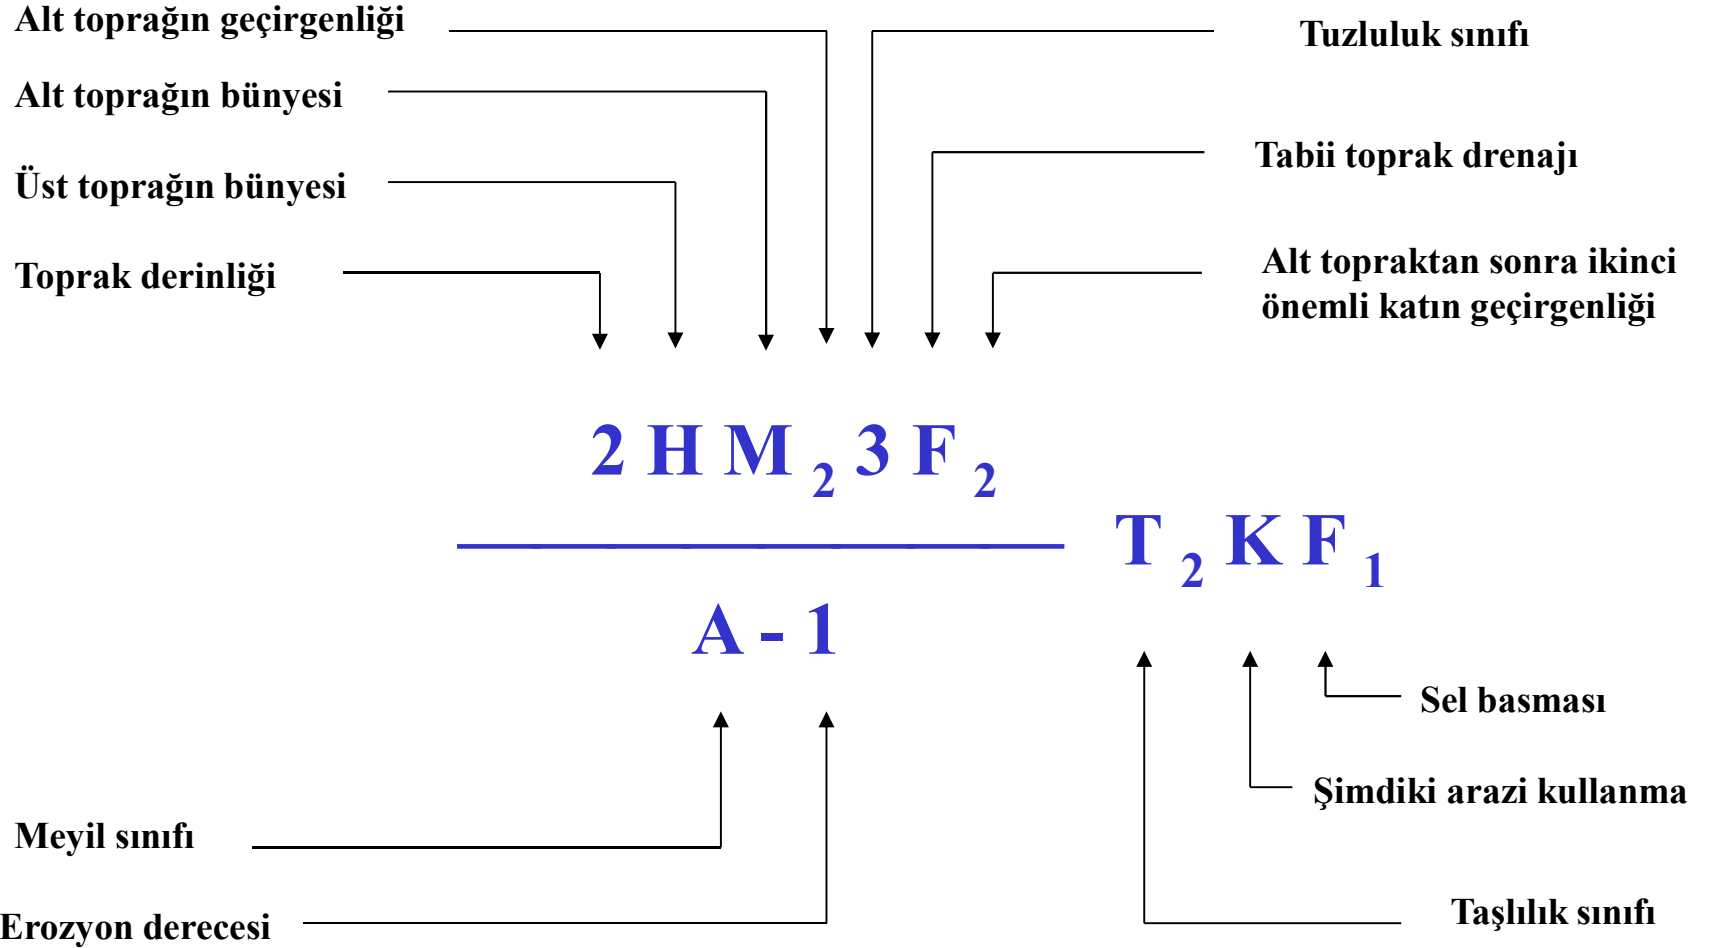 Alt toprağın geçirgenliği
Tuzluluk sınıfı
Alt toprağın bünyesi
Tabii toprak drenajı
Üst toprağın bünyesi
Toprak derinliği
Alt topraktan sonra ikinci
önemli katın geçirgenliği
2 H M 2 3 F 2
T 2 K F 1
A - 1
Sel basması
Şimdiki arazi kullanma
Meyil sınıfı
Taşlılık sınıfı
Erozyon derecesi